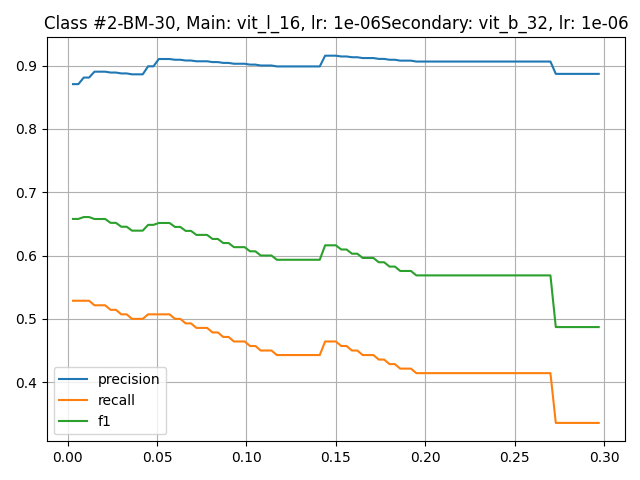 Class #2-BM-30, Main: vit_l_16, lr: 1e-06Secondary: vit_b_32, lr: 1e-06
0.9
0.8
0.7
0.6
0.5
0.4
precision
recall
f1
0.00 0.05 0.10 0.15 0.20 0.25 0.30